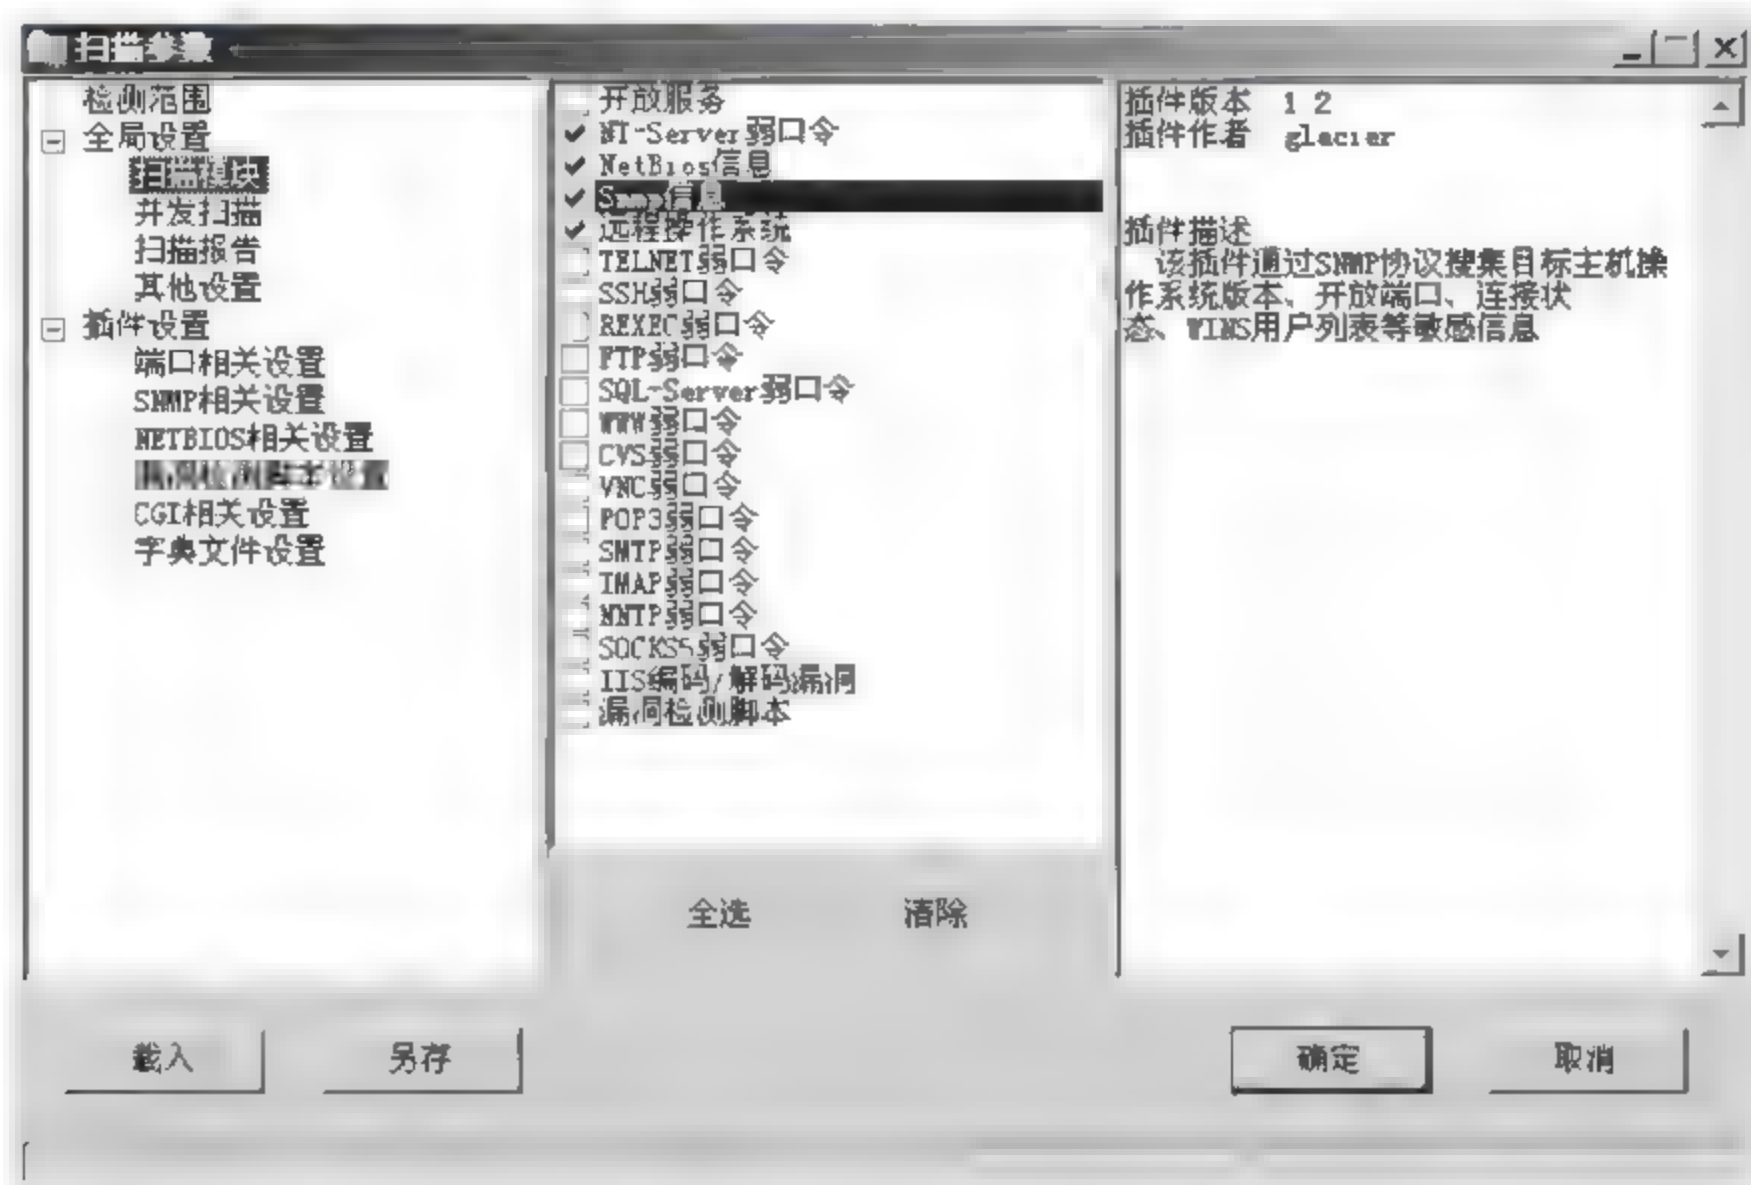 扫描参数
检测范围
全局设置
扫描模块
并发扫描
扫描报告
其他设置
插件设置
端口相关设置
SNMP相关设置
NETBIOS相关设置
漏洞检测脚本设置
CGI相关设置
字典文件设置
开放服务
NT-Server弱口令
NetBios信息
Snmp信息
远程操作系统
TELNET弱口令
SSH弱口令
REXEC弱口令
FTP弱口令
SQL-Server弱口令
WWW弱口令
CVS弱口令
VNC弱口令
POP3弱口令
SMTP弱口令
IMAP弱口令
NNTP弱口令
SOCKS5弱口令
IIS编码/解码漏洞
漏洞检测脚本
全选 清除
插件版本 1 2
插件作者 glacier
插件描述
该插件通过SNMP协议搜集目标主机操
作系统版本、开放端口、连接状
态、WINS用户列表等敏感信息
载入 另存 确定 取消